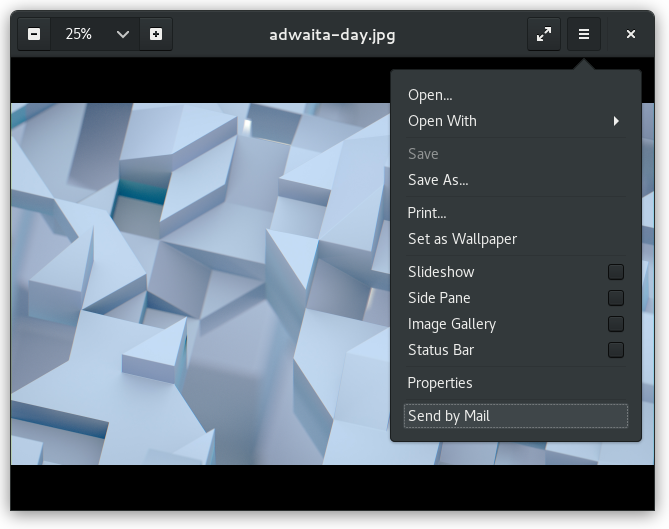 25%
adwaita-day.jpg
Open...
Open With
Save
Save As...
Print...
Set as Wallpaper
Slideshow
Side Pane
Image Gallery
Status Bar
Properties
Send by Mail